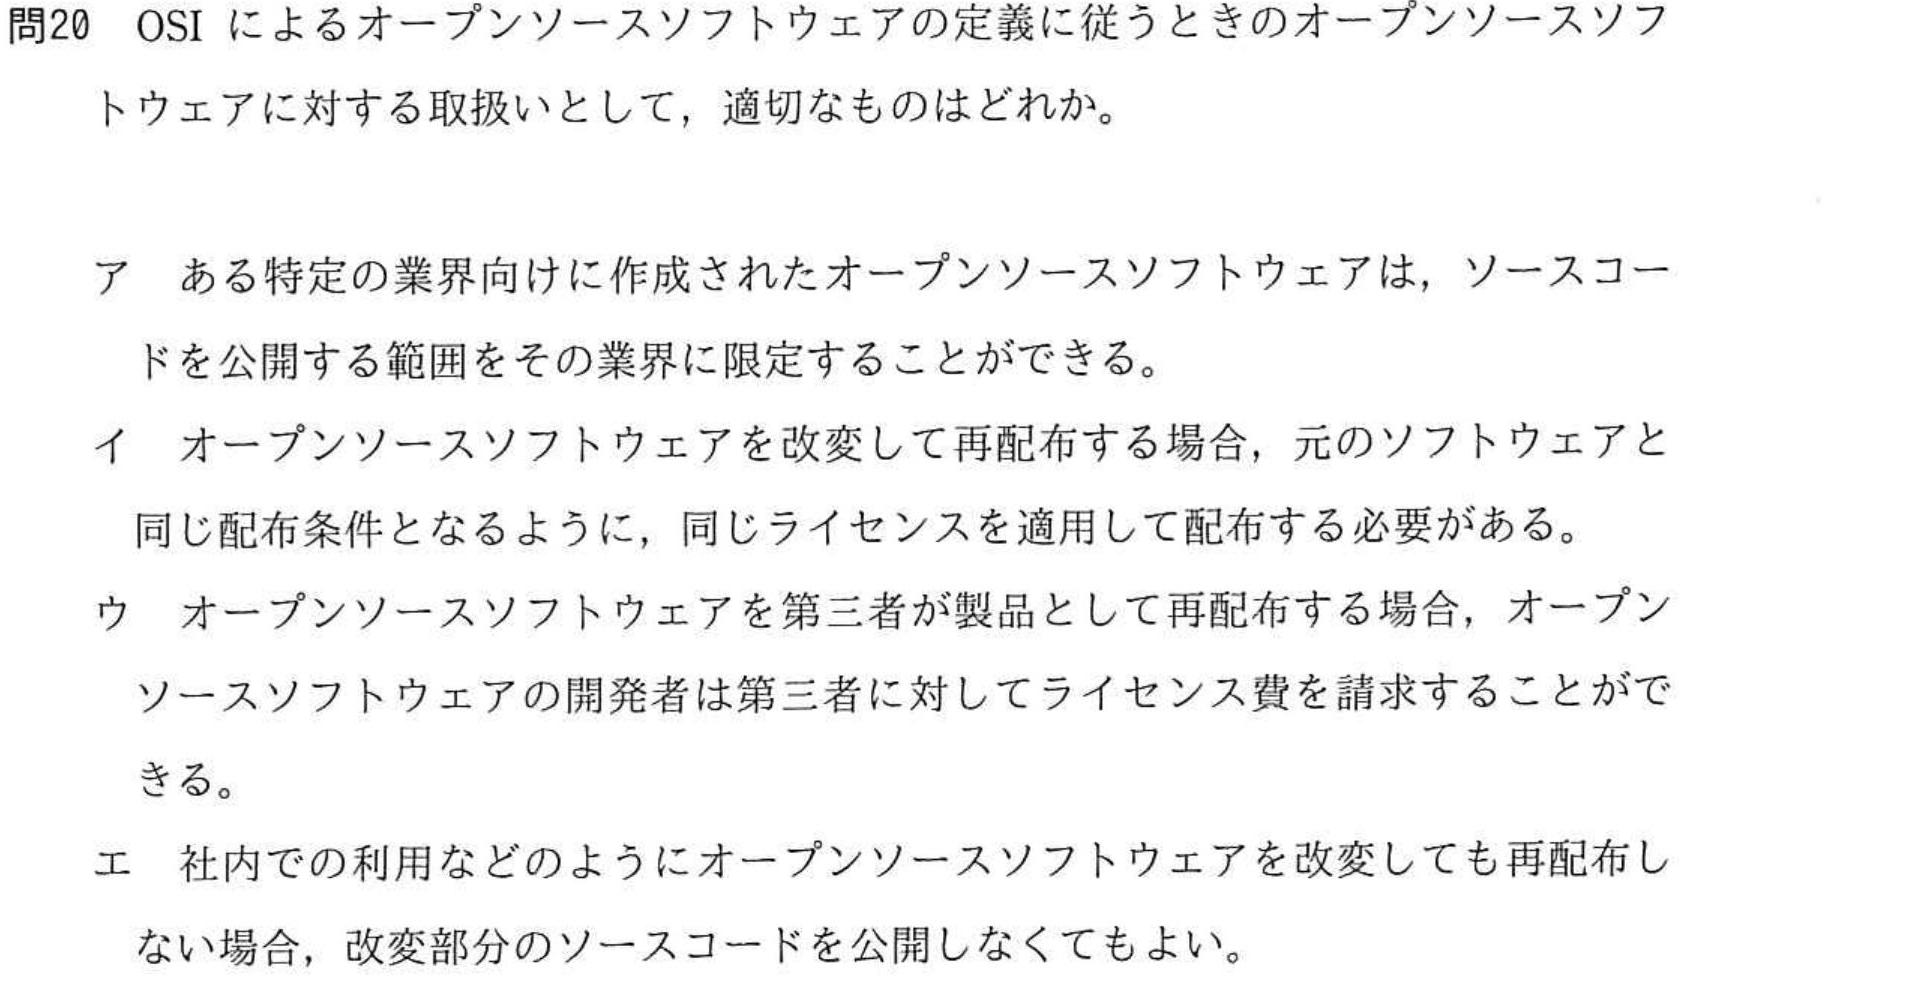 問20 OSI によるオープンソースソフトウェアの定義に従うときのオープンソースソフ
トウェアに対する取扱いとして，適切なものはどれか。
ア ある特定の業界向けに作成されたオープンソースソフトウェアは，ソースコー
ドを公開する範囲をその業界に限定することができる。
イ オープンソースソフトウェアを改変して再配布する場合，元のソフトウェアと
同じ配布条件となるように，同じライセンスを適用して配布する必要がある。
ウ オープンソースソフトウェアを第三者が製品として再配布する場合，オープン
ソースソフトウェアの開発者は第三者に対してライセンス費を請求することがで
きる。
エ 社内での利用などのようにオープンソースソフトウェアを改変しても再配布し
ない場合，改変部分のソースコードを公開しなくてもよい。